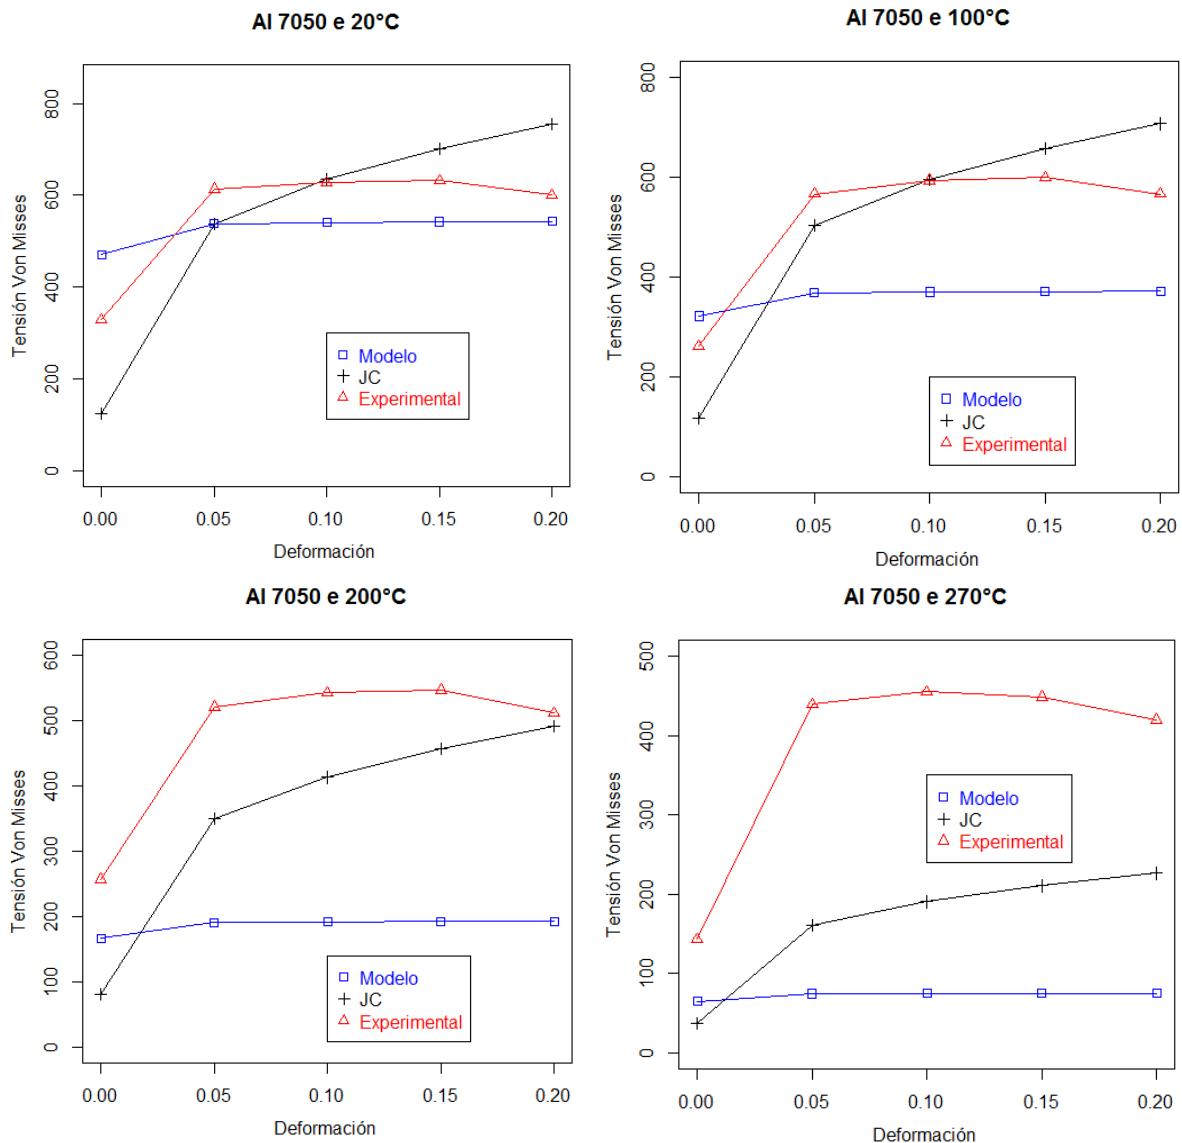 Al 7050 e 20°C
Tensión Von Misses
800
600
400
200
0
Modelo
JC
Experimental
0.00 0.05 0.10 0.15 0.20
Deformación
Al 7050 e 100°C
Tensión Von Misses
800
600
400
200
0
Modelo
JC
Experimental
0.00 0.05 0.10 0.15 0.20
Deformación
Al 7050 e 200°C
Tensión Von Misses
600
500
400
300
200
100
0
Modelo
JC
Experimental
0.00 0.05 0.10 0.15 0.20
Deformación
Al 7050 e 270°C
Tensión Von Misses
500
400
300
200
100
0
Modelo
JC
Experimental
0.00 0.05 0.10 0.15 0.20
Deformación